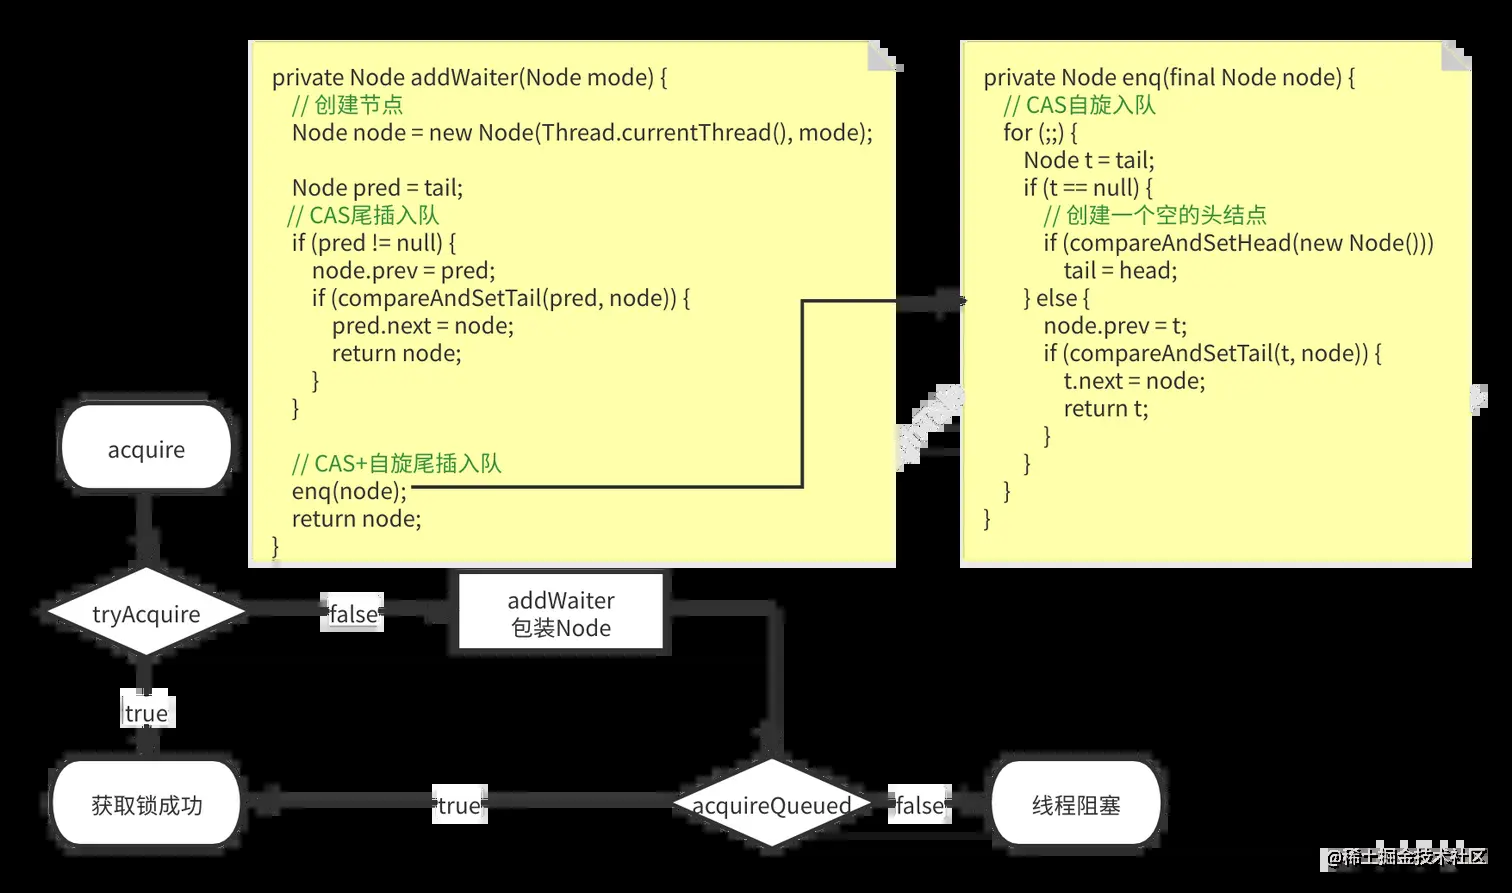 private Node addWaiter(Node mode) {
// 创建节点
Node node = new Node(Thread.currentThread(), mode);
Node pred = tail;
// CAS尾插入队
if (pred != null) {
node.prev = pred;
if (compareAndSetTail(pred, node)) {
pred.next = node;
return node;
}
}
// CAS+自旋尾插入队
enq(node);
return node;
}
private Node enq(final Node node) {
// CAS自旋入队
for (;;) {
Node t = tail;
if (t == null) {
// 创建一个空的头结点
if (compareAndSetHead(new Node()))
tail = head;
} else {
node.prev = t;
if (compareAndSetTail(t, node)) {
t.next = node;
return t;
}
}
}
}
acquire
tryAcquire
false
addWaiter
包装Node
true
获取锁成功
true
acquireQueued
false
线程阻塞
@稀土掘金技术社区